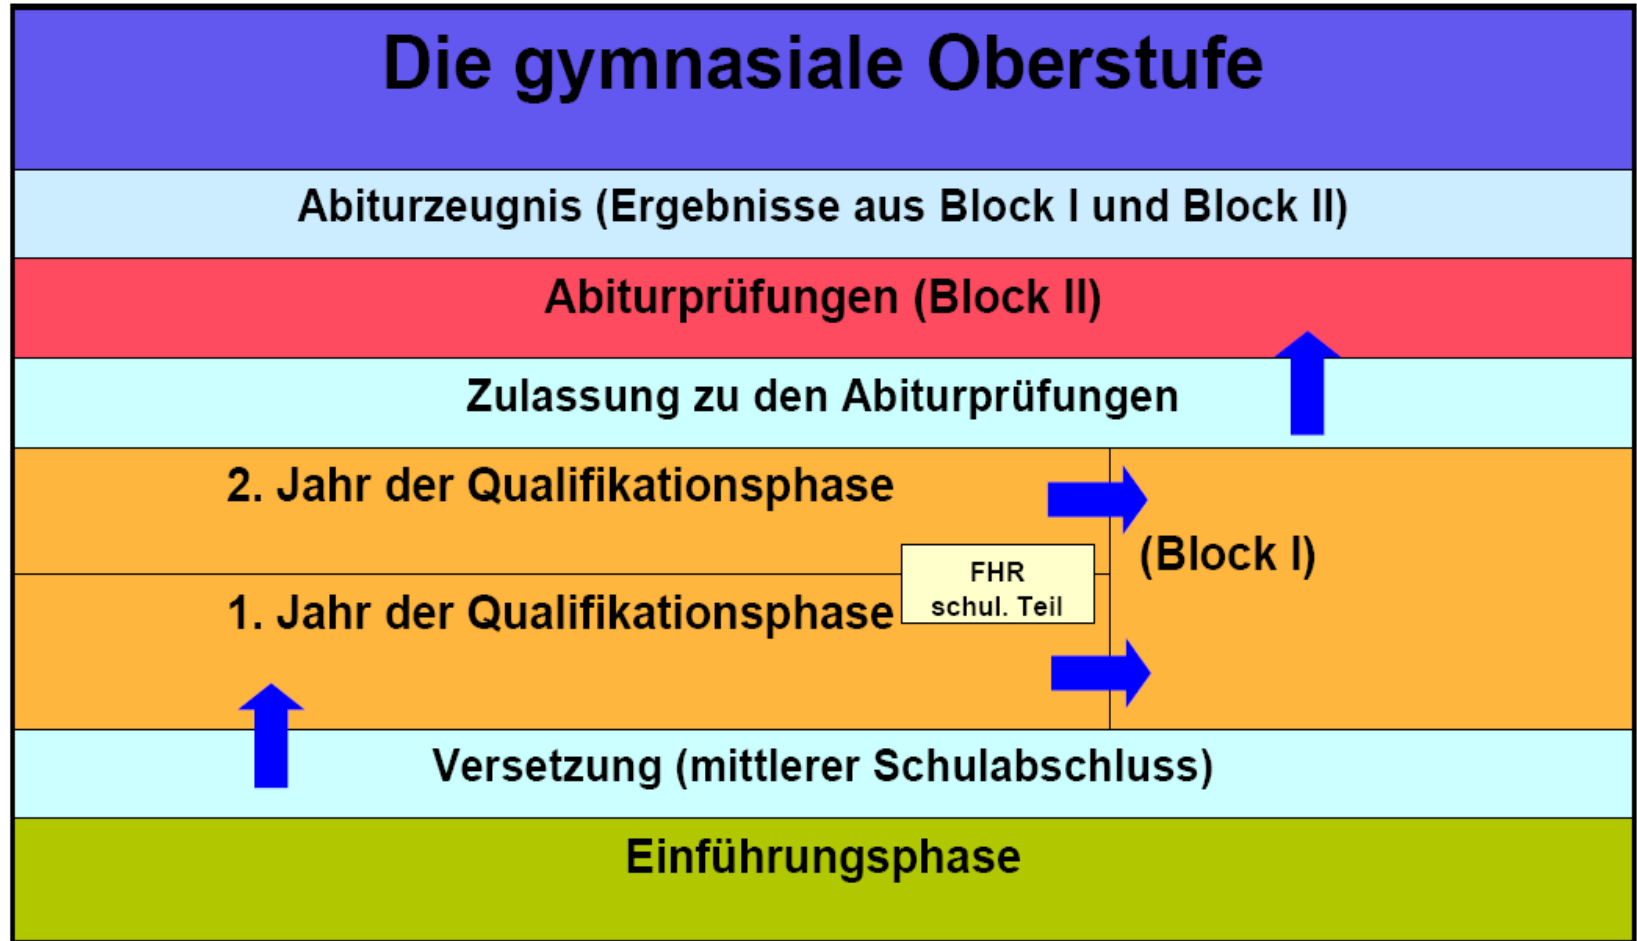 Die gymnasiale Oberstufe
Abiturzeugnis (Ergebnisse aus Block I und Block II)
Abiturprüfungen (Block II)
Zulassung zu den Abiturprüfungen
2. Jahr der Qualifikationsphase
(Block I)
FHR
schul. Teil
1. Jahr der Qualifikationsphase
Versetzung (mittlerer Schulabschluss)
Einführungsphase